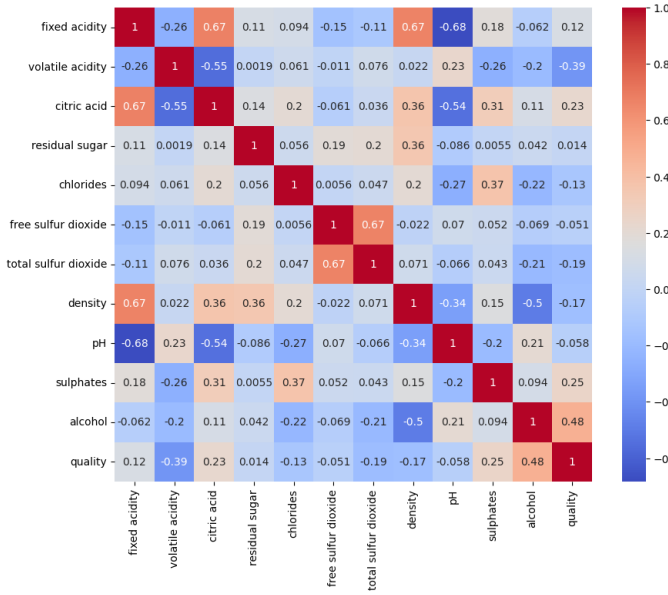 fixed acidity 1 -0.26 0.67 0.11 0.094 -0.15 -0.11 0.67 -0.68 0.18 -0.062 0.12
volatile acidity -0.26 1 -0.55 0.0019 0.061 -0.011 0.076 0.022 0.23 -0.26 -0.2 -0.39
citric acid 0.67 -0.55 1 0.14 0.2 -0.061 0.036 0.36 -0.54 0.31 0.11 0.23
residual sugar 0.11 0.0019 0.14 1 0.056 0.19 0.2 0.36 -0.086 0.0055 0.042 0.014
chlorides 0.094 0.061 0.2 0.056 1 0.0056 0.047 0.2 -0.27 0.37 -0.22 -0.13
free sulfur dioxide -0.15 -0.011 -0.061 0.19 0.0056 1 0.67 -0.022 0.07 0.052 -0.069 -0.051
total sulfur dioxide -0.11 0.076 0.036 0.2 0.047 0.67 1 0.071 -0.066 0.043 -0.21 -0.19
density 0.67 0.022 0.36 0.36 0.2 -0.022 0.071 1 -0.34 0.15 -0.5 -0.17
pH -0.68 0.23 -0.54 -0.086 -0.27 0.07 -0.066 -0.34 1 -0.2 0.21 -0.058
sulphates 0.18 -0.26 0.31 0.0055 0.37 0.052 0.043 0.15 -0.2 1 0.094 0.25
alcohol -0.062 -0.2 0.11 0.042 -0.22 -0.069 -0.21 -0.5 0.21 0.094 1 0.48
quality 0.12 -0.39 0.23 0.014 -0.13 -0.051 -0.19 -0.17 -0.058 0.25 0.48 1
fixed acidity
volatile acidity
citric acid
residual sugar
chlorides
free sulfur dioxide
total sulfur dioxide
density
pH
sulphates
alcohol
quality
1.0
0.8
0.6
0.4
0.2
0.0